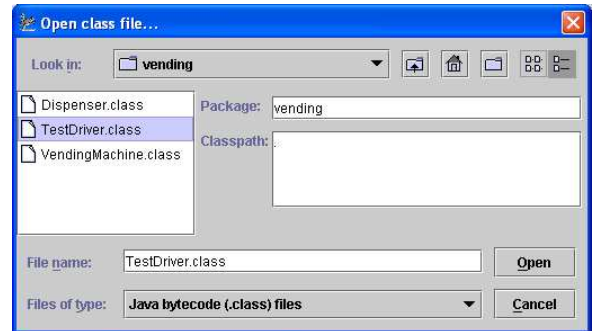 Open class file...
Look in: vending
Dispenser.class
TestDriver.class
VendingMachine.class
Package: vending
Classpath: .
File name: TestDriver.class Open
Files of type: Java bytecode (.class) files Cancel